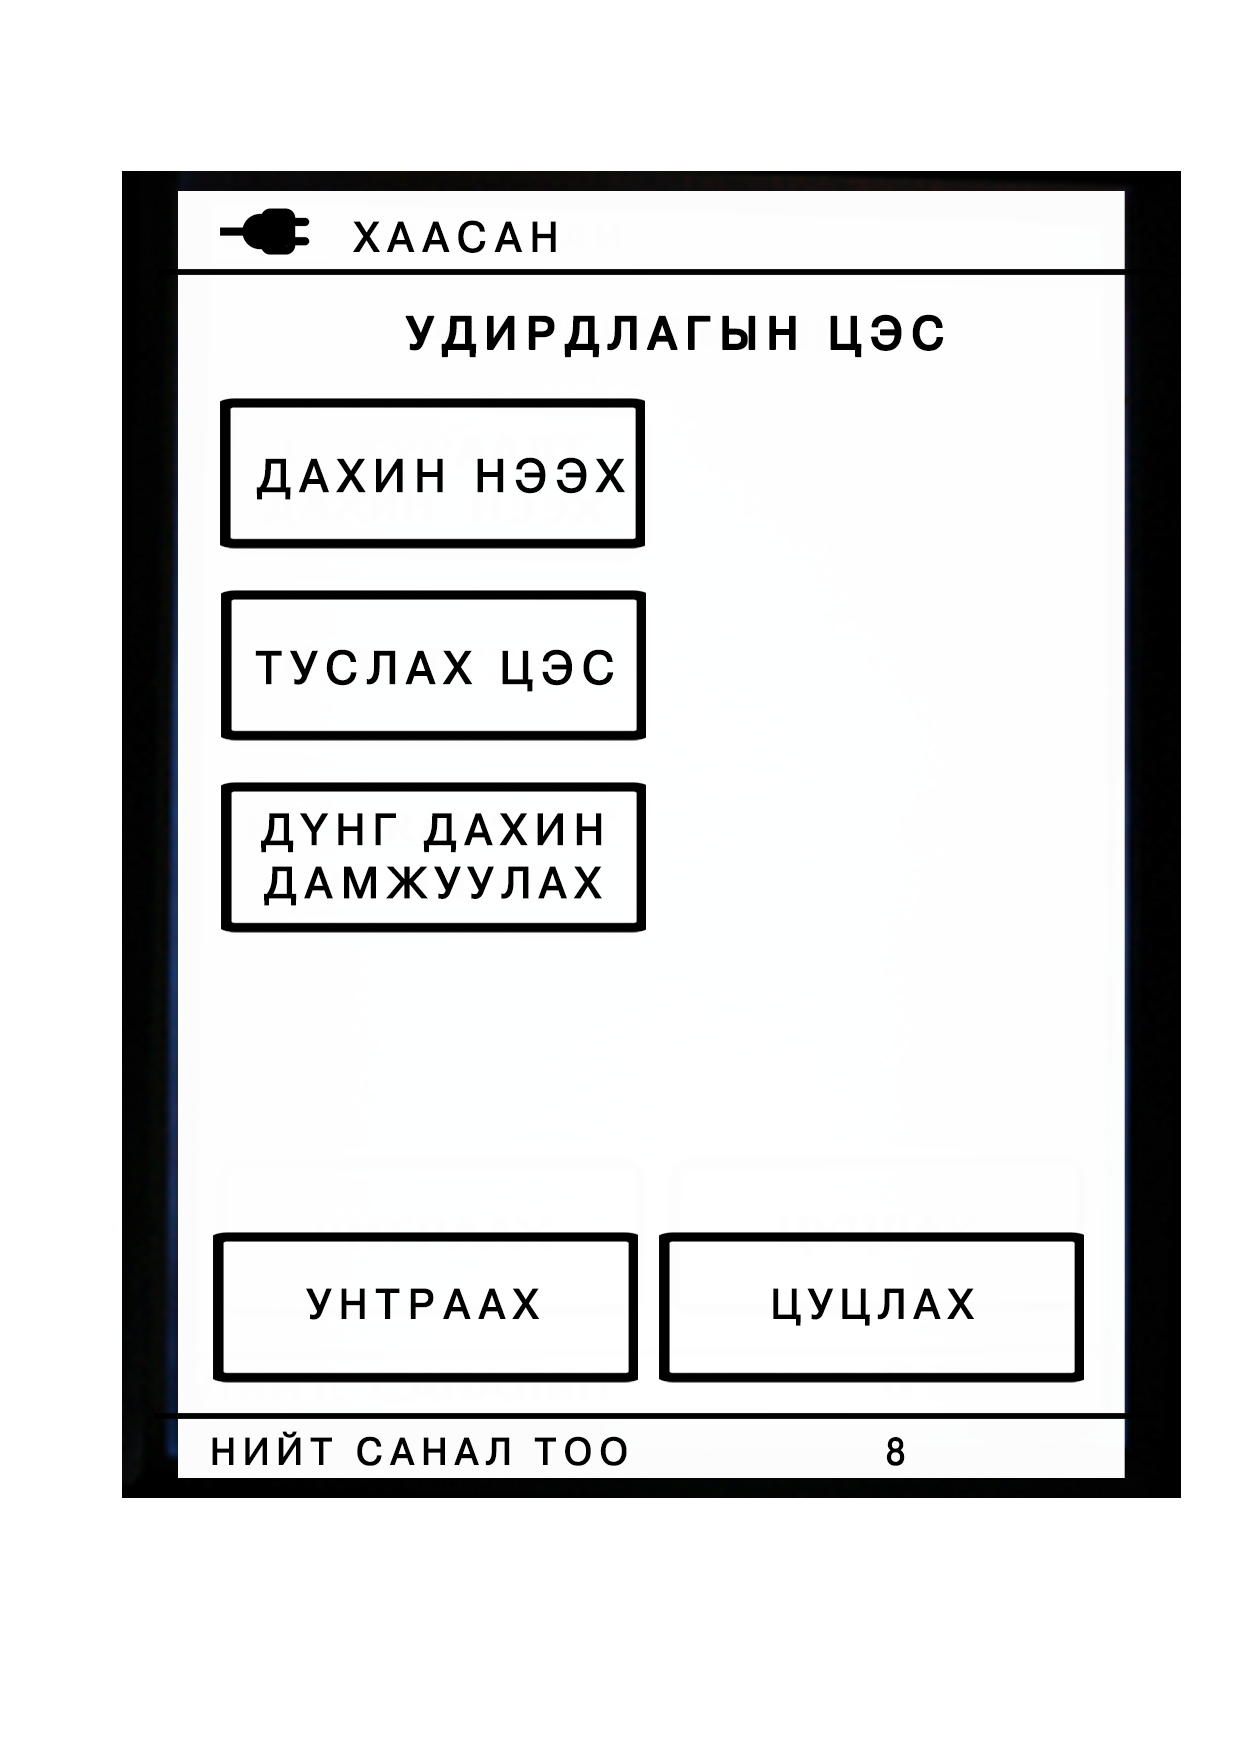 ХААСАН
УДИРДЛАГЫН ЦЭС
ДАХИН НЭЭХ
ТУСЛАХ ЦЭС
ДҮНГ ДАХИН
ДАМЖУУЛАХ
УНТРААХ
ЦУЦЛАХ
НИЙТ САНАЛ ТОО 8